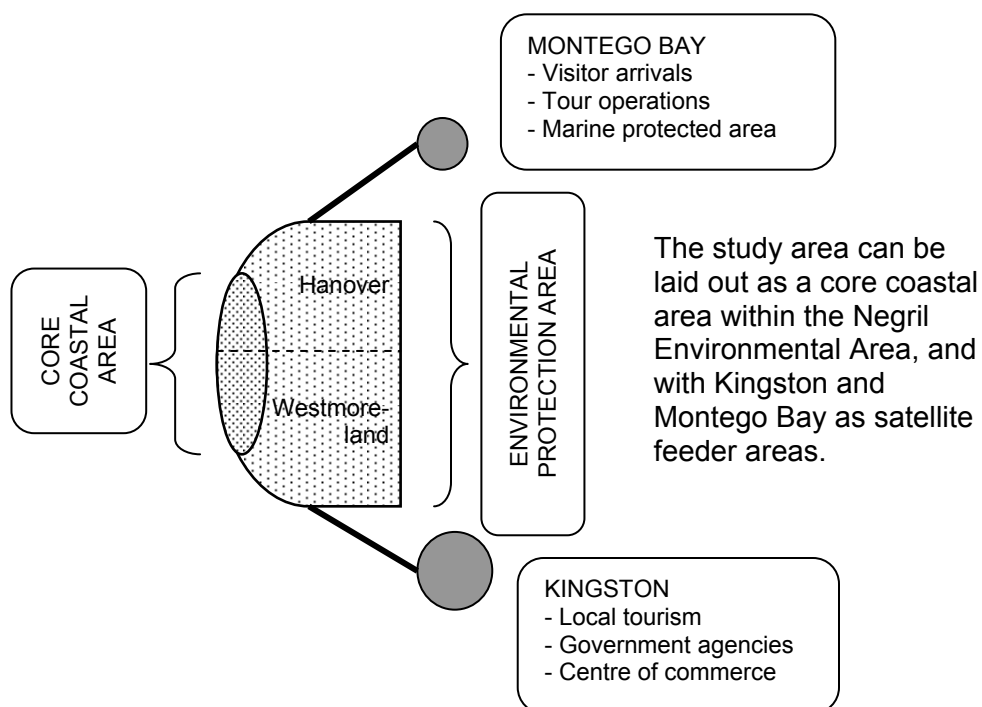 MONTEGO BAY
- Visitor arrivals
- Tour operations
- Marine protected area
CORE
COASTAL
AREA
Hanover
Westmore-
land
ENVIRONMENTAL
PROTECTION AREA
The study area can be
laid out as a core coastal
area within the Negril
Environmental Area, and
with Kingston and
Montego Bay as satellite
feeder areas.
KINGSTON
- Local tourism
- Government agencies
- Centre of commerce